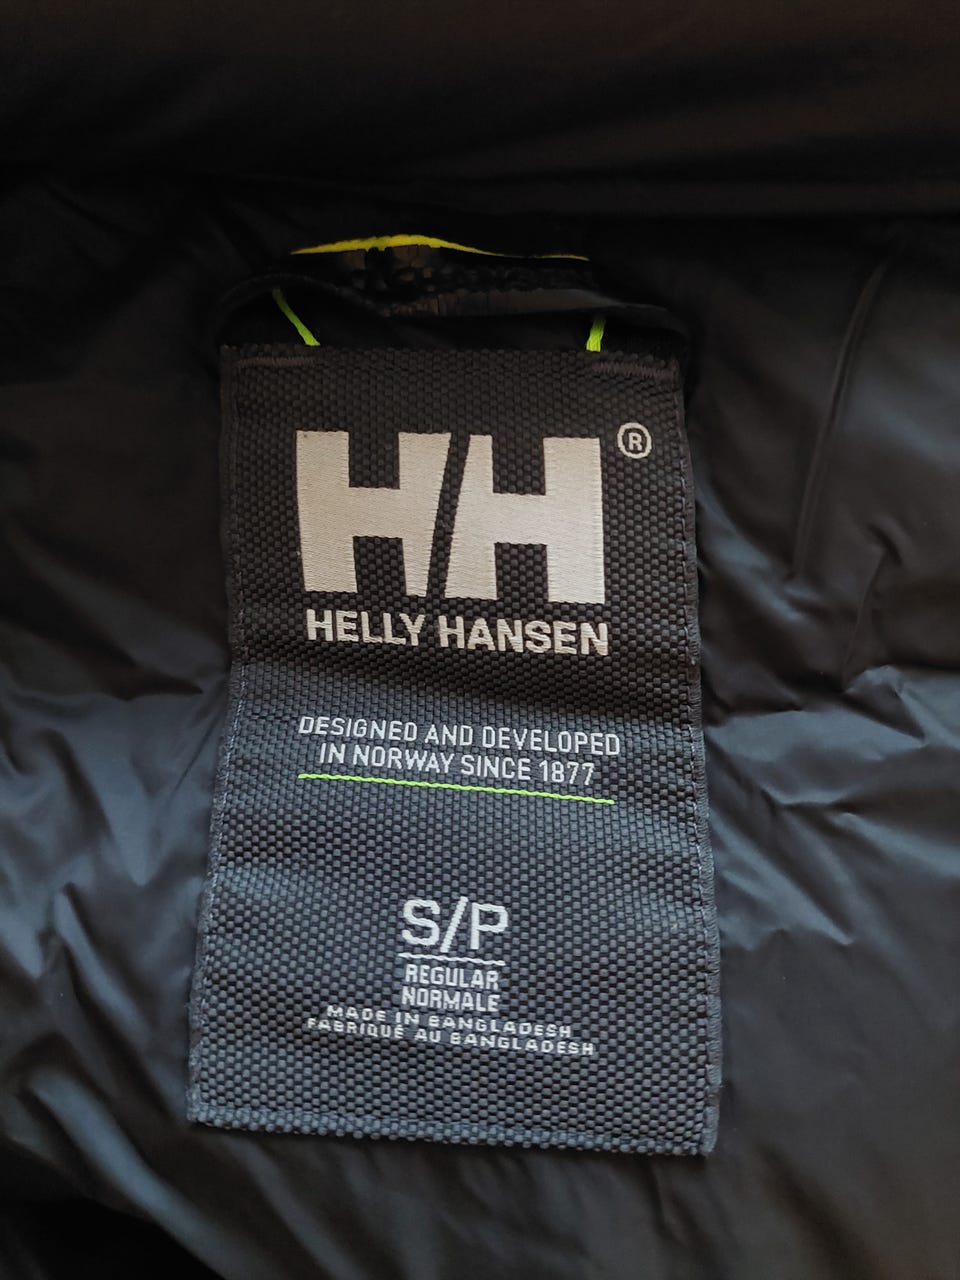 HH®
HELLY HANSEN
DESIGNED AND DEVELOPED
IN NORWAY SINCE 1877
S/P
REGULAR
NORMALE
MADE IN BANGLADESH
FABRIQUÉ AU BANGLADESH